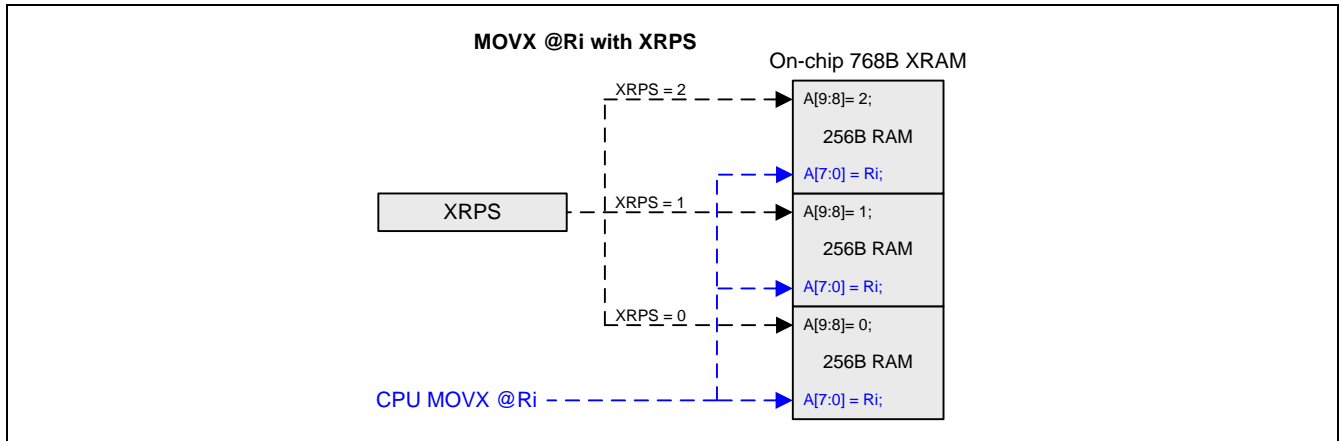 MOVX @Ri with XRPS
On-chip 768B XRAM
XRPS = 2
A[9:8]= 2;
256B RAM
A[7:0] = Ri;
XRPS
XRPS = 1
A[9:8]= 1;
256B RAM
A[7:0] = Ri;
XRPS = 0
A[9:8]= 0;
256B RAM
CPU MOVX @Ri
A[7:0] = Ri;